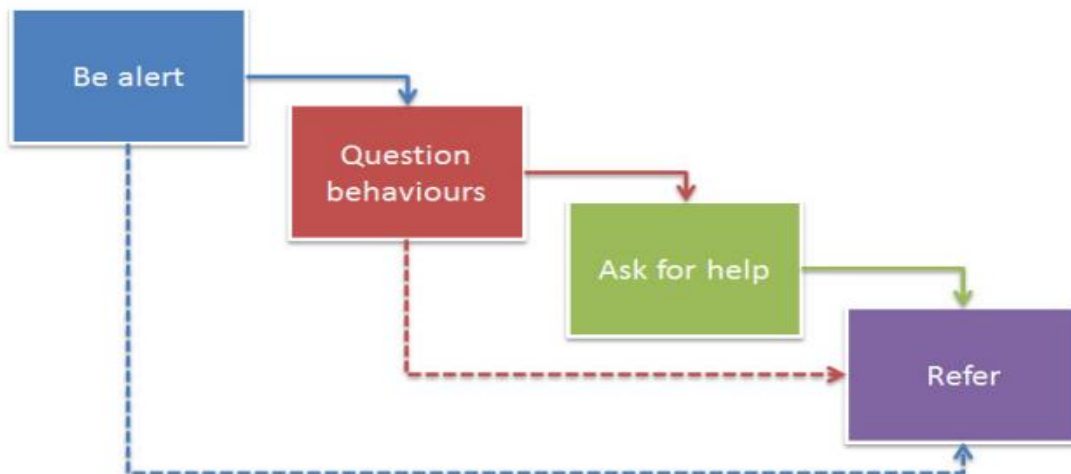 Be alert
Question
behaviours
Ask for help
Refer